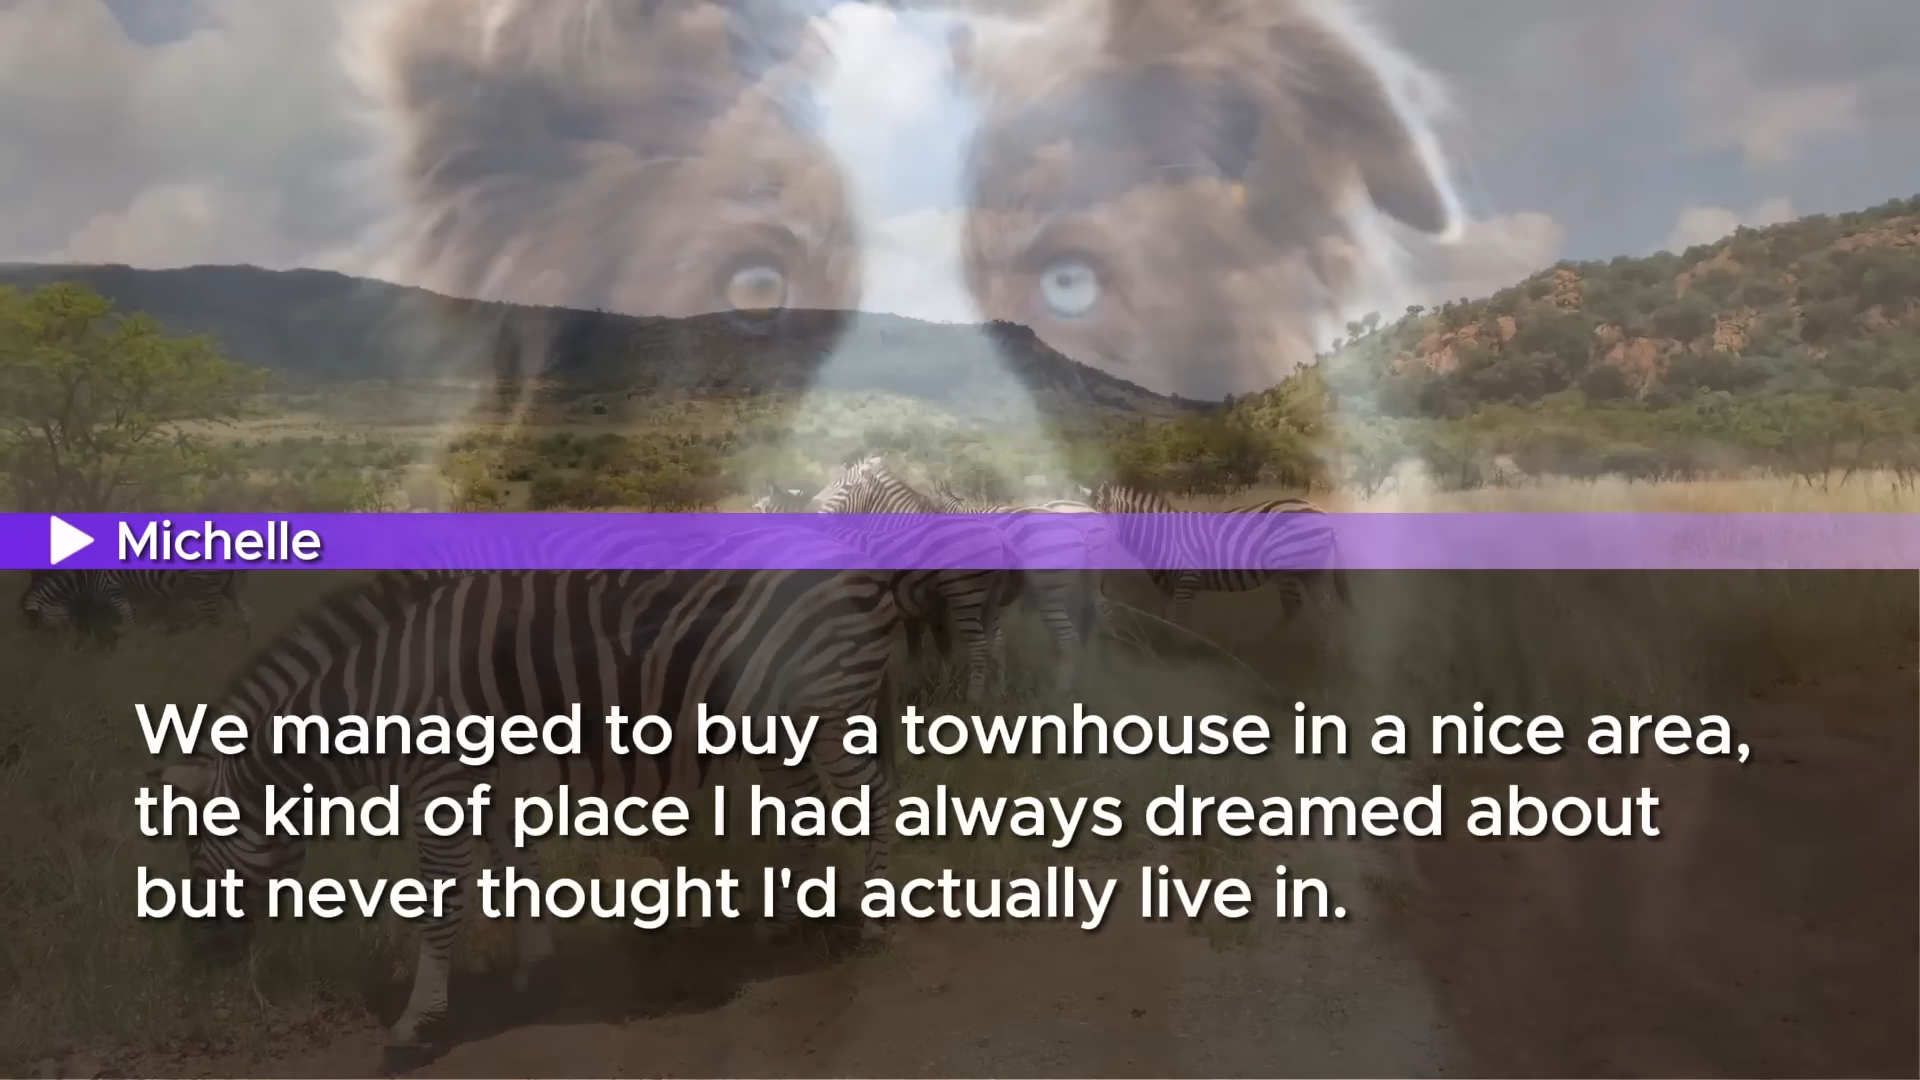 Michelle
We managed to buy a townhouse in a nice area,
the kind of place I had always dreamed about
but never thought I'd actually live in.